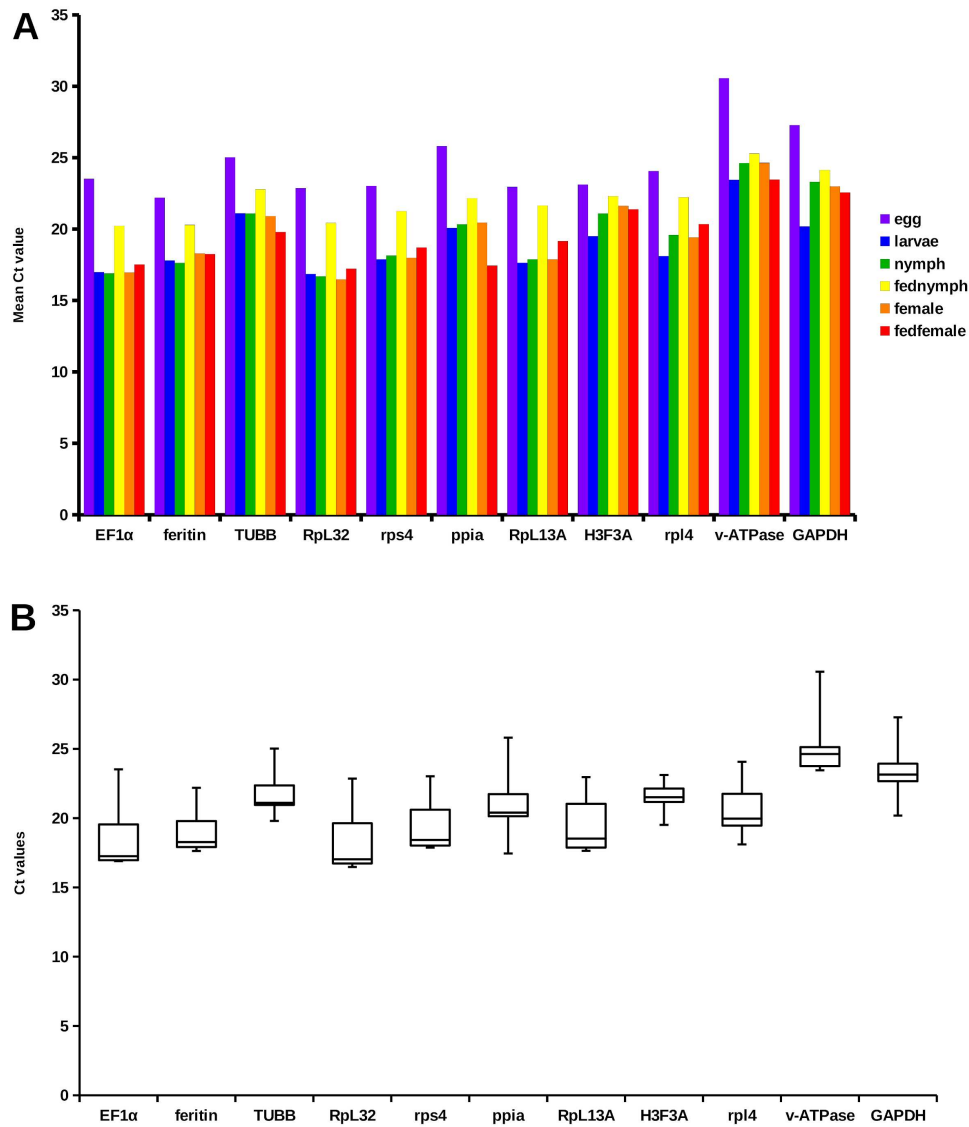 A
35
30
25
20
15
10
5
0
Mean Ct value
EF1α feritin TUBB RpL32 rps4 ppia RpL13A H3F3A rpl4 v-ATPase GAPDH
egg
larvae
nymph
fednymph
female
fedfemale
B
35
30
25
20
15
10
5
0
Ct values
EF1α feritin TUBB RpL32 rps4 ppia RpL13A H3F3A rpl4 v-ATPase GAPDH